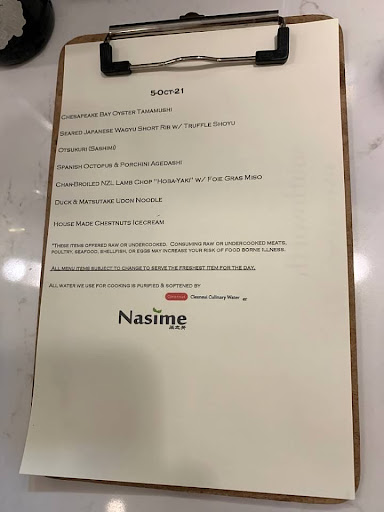 5-Oct-21
Chesapeake Bay Oyster Tamamushi
Seared Japanese Wagyu Short Rib w/ Truffle Shoyu
Otsukuri (Sashimi)
Spanish Octopus & Porchini Agedashi
Char-Broiled NZL Lamb Chop "Hoba-Yaki" w/ Foie Gras Miso
Duck & Matsutake Udon Noodle
House Made Chestnuts Icecream
*These items offered raw or undercooked. Consuming raw or undercooked meats,
poultry, seafood, shellfish, or eggs may increase your risk of food borne illness.
All menu items subject to change to serve the freshest item for the day.
All water we use for cooking is purified & softened by
Cleansui Cleansui Culinary Water
Nasime